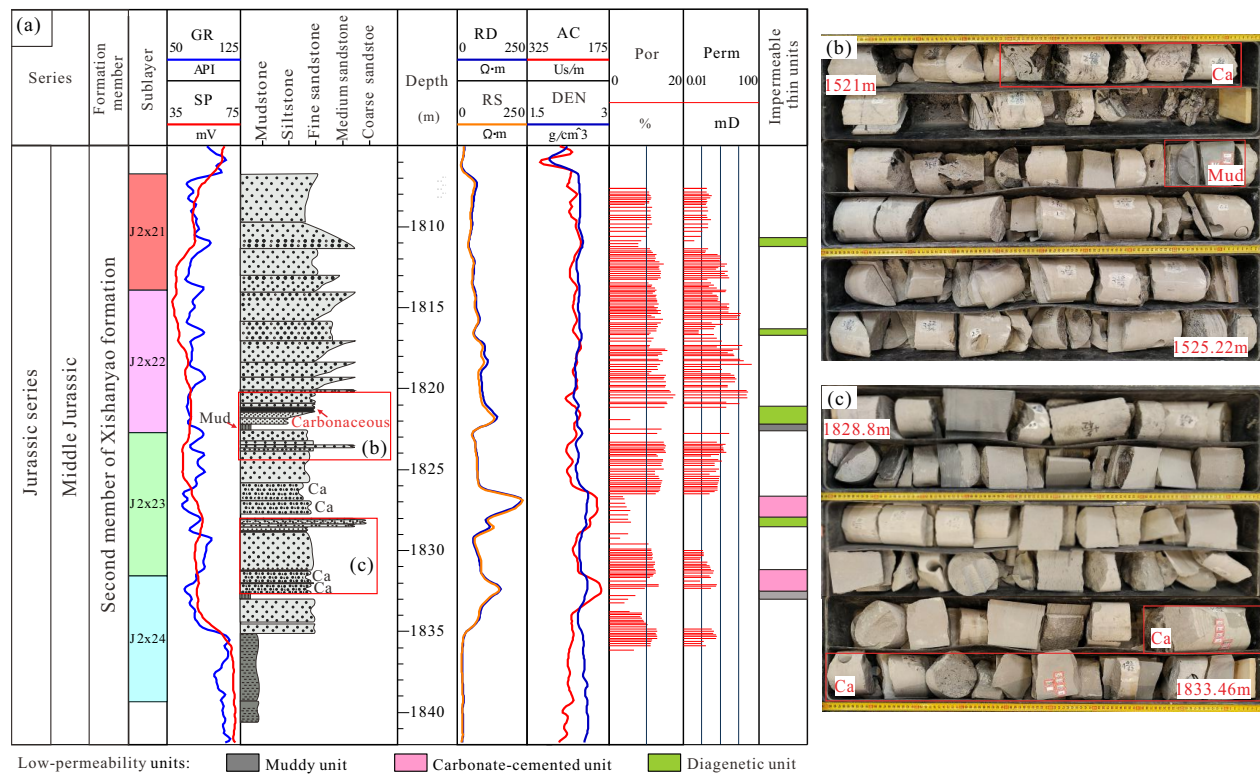 (a)
Series
Formation member
Sublayer
GR
50 125
API
SP
35 75
mV
Mudstone
Siltstone
Fine sandstone
Medium sandstone
Coarse sandstoe
Depth
(m)
RD
0 250
Ω•m
RS
0 250
Ω•m
AC
325 175
Us/m
DEN
1.5 3
g/cm^3
Por
0 20
%
Perm
0.01 100
mD
Impermeable thin units
Jurassic series
Middle Jurassic
Second member of Xishanyao formation
J2x21
J2x22
J2x23
J2x24
Mud
Carbonaceous
(b)
Ca
Ca
(c)
Ca
Ca
1810
1815
1820
1825
1830
1835
1840
Low-permeability units:
Muddy unit
Carbonate-cemented unit
Diagenetic unit
(b)
1521m
Ca
Mud
1525.22m
(c)
1828.8m
Ca
Ca
1833.46m